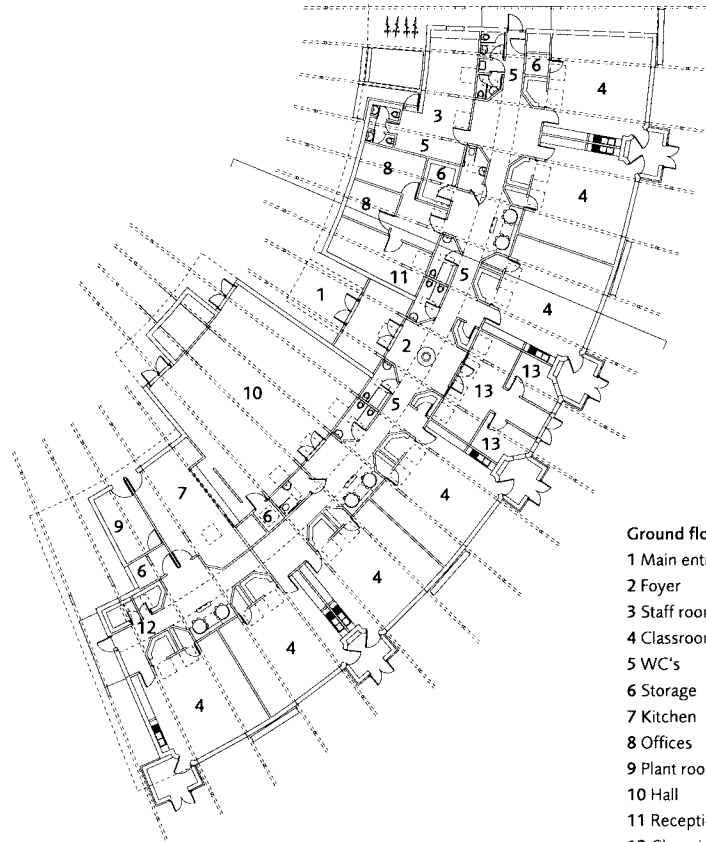 6
5
4
3
5
8
6
8
4
11
5
1
4
2
13
13
10
5
13
4
7
6
9
4
6
12
4
4
Ground flo
1 Main ent
2 Foyer
3 Staff roor
4 Classroor
5 WC's
6 Storage
7 Kitchen
8 Offices
9 Plant roo
10 Hall
11 Recepti